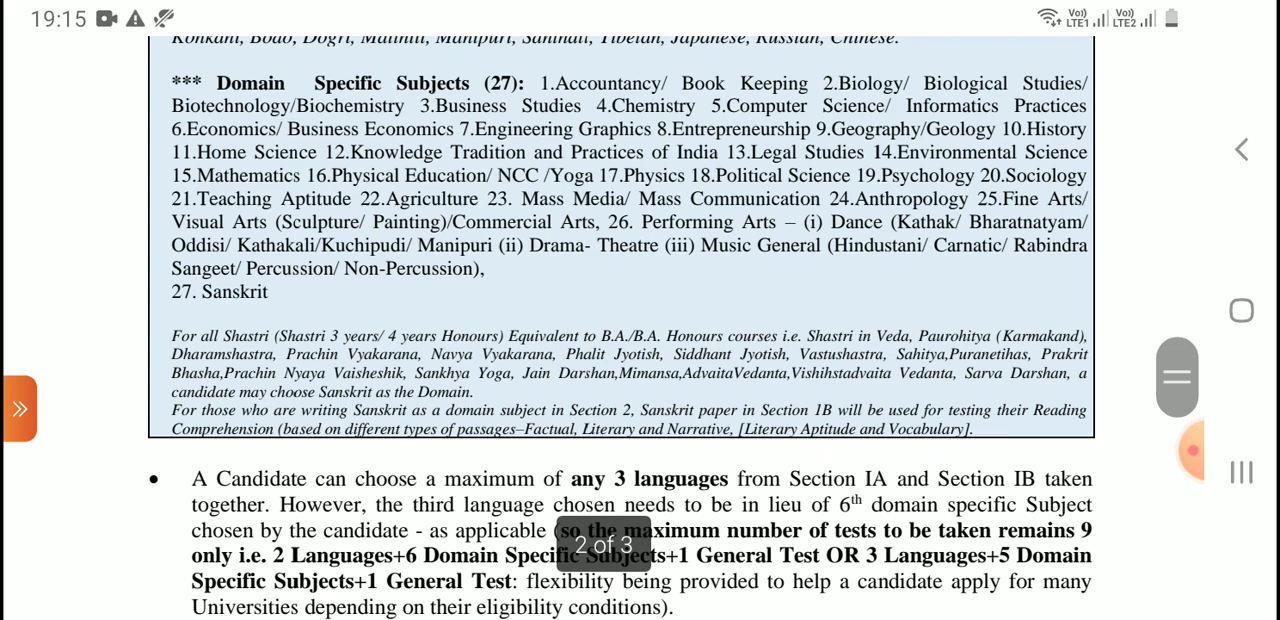 19:15
Vo) LTE1 Vo) LTE2
Konkani, Bodo, Dogri, Maithili, Manipuri, Santhali, Tibetan, Japanese, Russian, Chinese.
*** Domain Specific Subjects (27): 1.Accountancy/ Book Keeping 2.Biology/ Biological Studies/
Biotechnology/Biochemistry 3.Business Studies 4.Chemistry 5.Computer Science/ Informatics Practices
6.Economics/ Business Economics 7.Engineering Graphics 8.Entrepreneurship 9.Geography/Geology 10.History
11.Home Science 12.Knowledge Tradition and Practices of India 13.Legal Studies 14.Environmental Science
15.Mathematics 16.Physical Education/ NCC /Yoga 17.Physics 18.Political Science 19.Psychology 20.Sociology
21.Teaching Aptitude 22.Agriculture 23. Mass Media/ Mass Communication 24.Anthropology 25.Fine Arts/
Visual Arts (Sculpture/ Painting)/Commercial Arts, 26. Performing Arts – (i) Dance (Kathak/ Bharatnatyam/
Oddisi/ Kathakali/Kuchipudi/ Manipuri (ii) Drama- Theatre (iii) Music General (Hindustani/ Carnatic/ Rabindra
Sangeet/ Percussion/ Non-Percussion),
27. Sanskrit
For all Shastri (Shastri 3 years/ 4 years Honours) Equivalent to B.A./B.A. Honours courses i.e. Shastri in Veda, Paurohitya (Karmakand),
Dharamshastra, Prachin Vyakarana, Navya Vyakarana, Phalit Jyotish, Siddhant Jyotish, Vastushastra, Sahitya,Puranetihas, Prakrit
Bhasha,Prachin Nyaya Vaisheshik, Sankhya Yoga, Jain Darshan,Mimansa,AdvaitaVedanta,Vishihstadvaita Vedanta, Sarva Darshan, a
candidate may choose Sanskrit as the Domain.
For those who are writing Sanskrit as a domain subject in Section 2, Sanskrit paper in Section 1B will be used for testing their Reading
Comprehension (based on different types of passages–Factual, Literary and Narrative, [Literary Aptitude and Vocabulary].
• A Candidate can choose a maximum of any 3 languages from Section IA and Section IB taken
together. However, the third language chosen needs to be in lieu of 6th domain specific Subject
chosen by the candidate - as applicable (so the maximum number of tests to be taken remains 9
only i.e. 2 Languages+6 Domain Specific Subjects+1 General Test OR 3 Languages+5 Domain
2 of 3
Specific Subjects+1 General Test: flexibility being provided to help a candidate apply for many
Universities depending on their eligibility conditions).